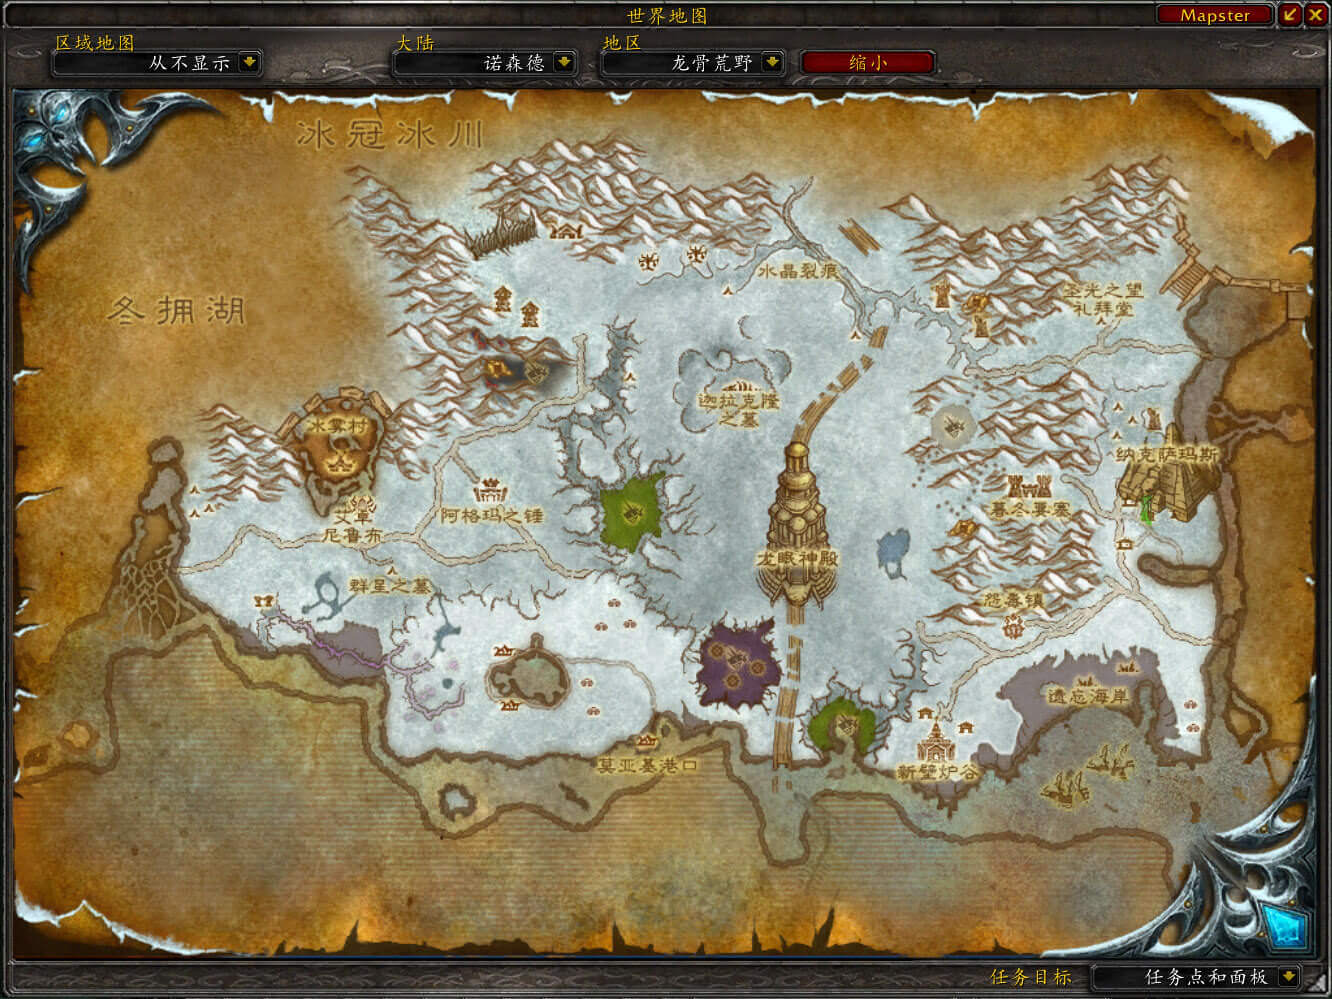 世界地图
Mapster
区域地图
大陆
地区
从不显示
诺森德
龙骨荒野
缩小
冰冠冰川
水晶裂痕
圣光之望
礼拜堂
冬拥湖
迦拉克隆
之墓
冰雾村
纳克萨玛斯
艾卓
尼鲁布
阿格玛之锤
暮冬要塞
龙眠神殿
群星之墓
怨毒镇
遗忘海岸
莫亚基港口
新壁炉谷
任务目标
任务点和面板